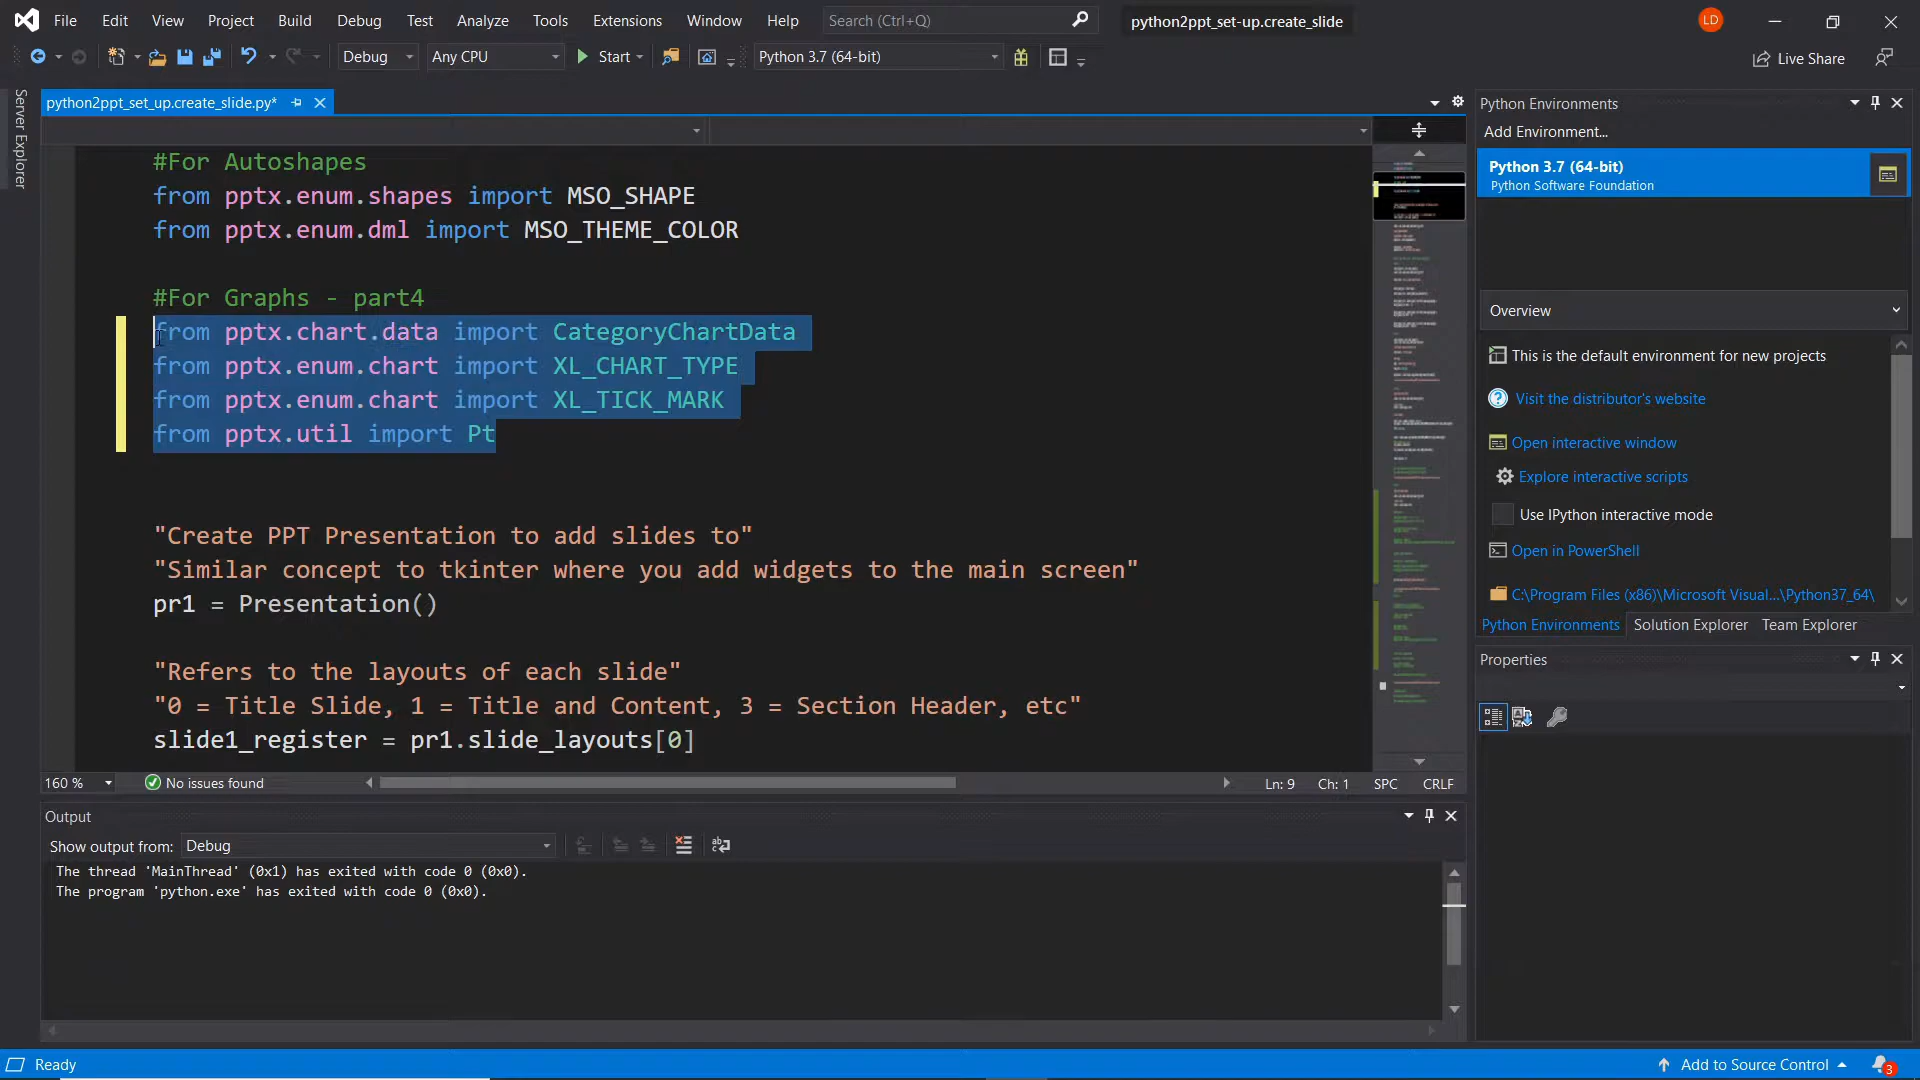 File Edit View Project Build Debug Test Analyze Tools Extensions Window Help Search (Ctrl+Q) python2ppt_set-up.create_slide LD
Debug Any CPU Start Python 3.7 (64-bit) Live Share
Server Explorer
python2ppt_set_up.create_slide.py*
#For Autoshapes
from pptx.enum.shapes import MSO_SHAPE
from pptx.enum.dml import MSO_THEME_COLOR
#For Graphs - part4
from pptx.chart.data import CategoryChartData
from pptx.enum.chart import XL_CHART_TYPE
from pptx.enum.chart import XL_TICK_MARK
from pptx.util import Pt
"Create PPT Presentation to add slides to"
"Similar concept to tkinter where you add widgets to the main screen"
pr1 = Presentation()
"Refers to the layouts of each slide"
"0 = Title Slide, 1 = Title and Content, 3 = Section Header, etc"
slide1_register = pr1.slide_layouts[0]
160 % No issues found Ln: 9 Ch: 1 SPC CRLF
Output
Show output from: Debug
The thread 'MainThread' (0x1) has exited with code 0 (0x0).
The program 'python.exe' has exited with code 0 (0x0).
Python Environments
Add Environment...
Python 3.7 (64-bit)
Python Software Foundation
Overview
This is the default environment for new projects
Visit the distributor's website
Open interactive window
Explore interactive scripts
Use IPython interactive mode
Open in PowerShell
C:\Program Files (x86)\Microsoft Visual...\Python37_64\
Python Environments Solution Explorer Team Explorer
Properties
Ready Add to Source Control 3